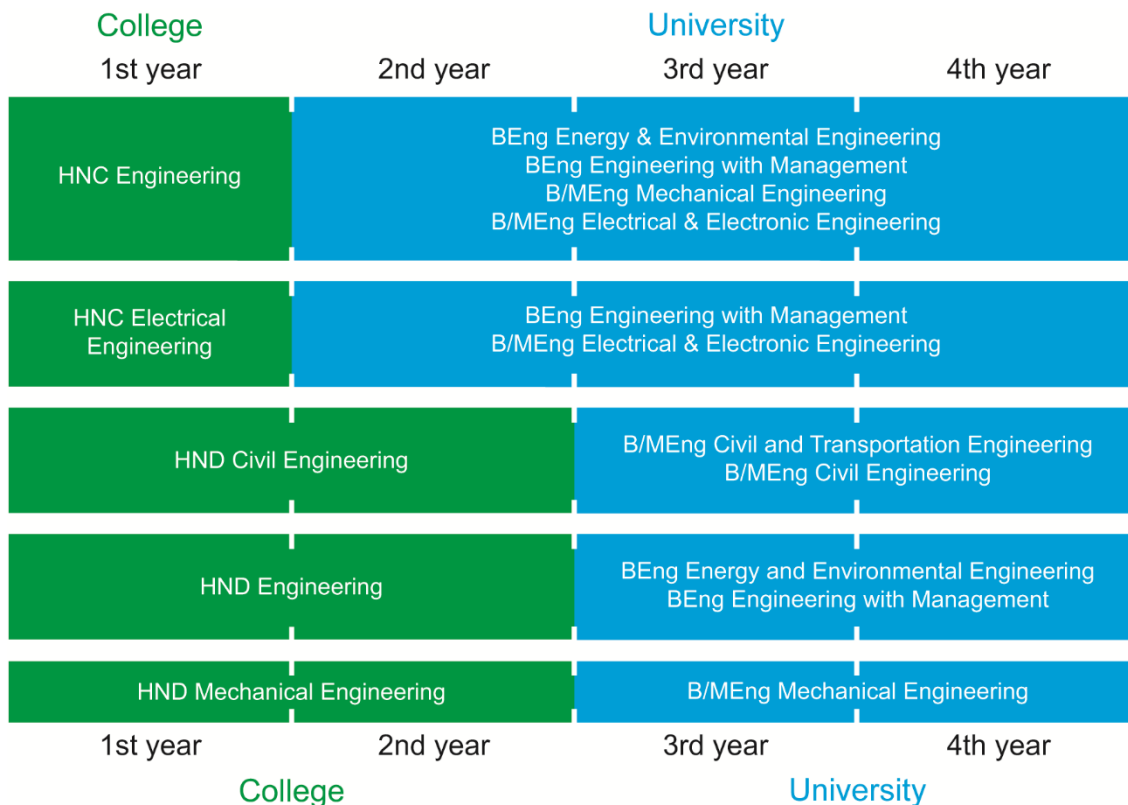 College University
1st year 2nd year 3rd year 4th year
HNC Engineering
BEng Energy & Environmental Engineering
BEng Engineering with Management
B/MEng Mechanical Engineering
B/MEng Electrical & Electronic Engineering
HNC Electrical
Engineering
BEng Engineering with Management
B/MEng Electrical & Electronic Engineering
HND Civil Engineering
B/MEng Civil and Transportation Engineering
B/MEng Civil Engineering
HND Engineering
BEng Energy and Environmental Engineering
BEng Engineering with Management
HND Mechanical Engineering
B/MEng Mechanical Engineering
1st year 2nd year 3rd year 4th year
College University